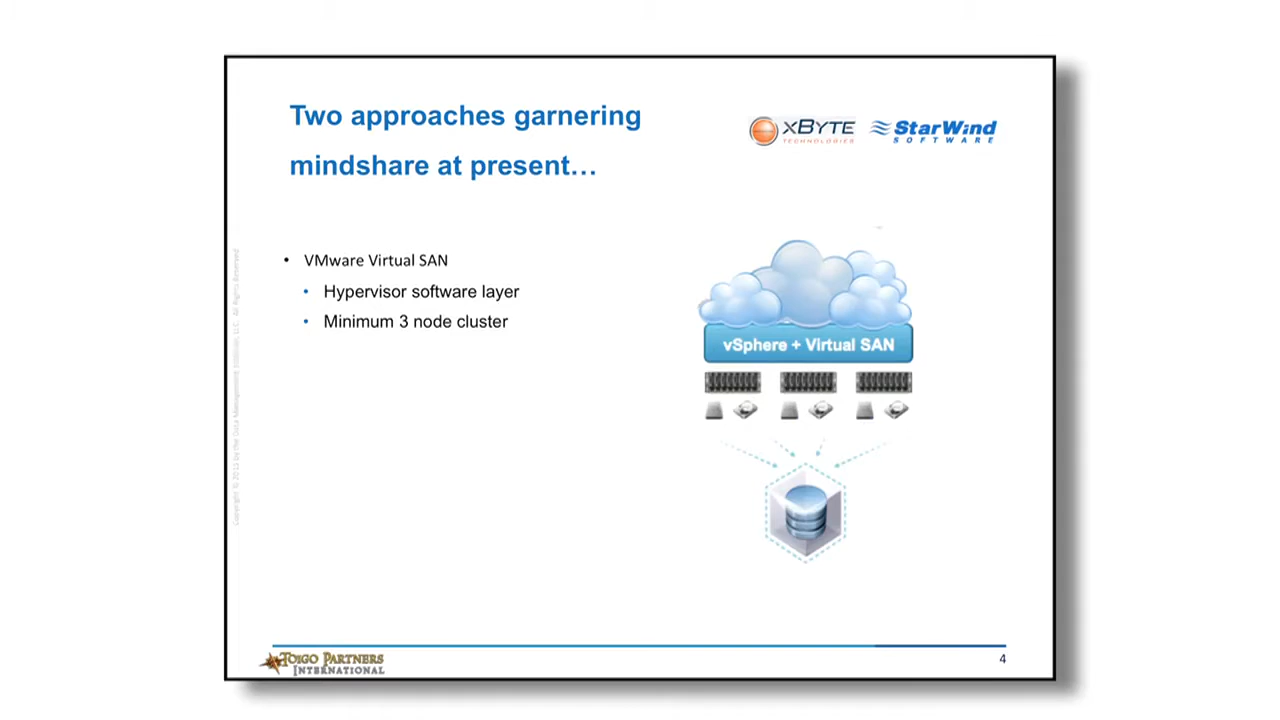 Two approaches garnering
mindshare at present…
xByte
TECHNOLOGIES
StarWind
SOFTWARE
• VMware Virtual SAN
• Hypervisor software layer
• Minimum 3 node cluster
vSphere + Virtual SAN
Toigo Partners
International
4